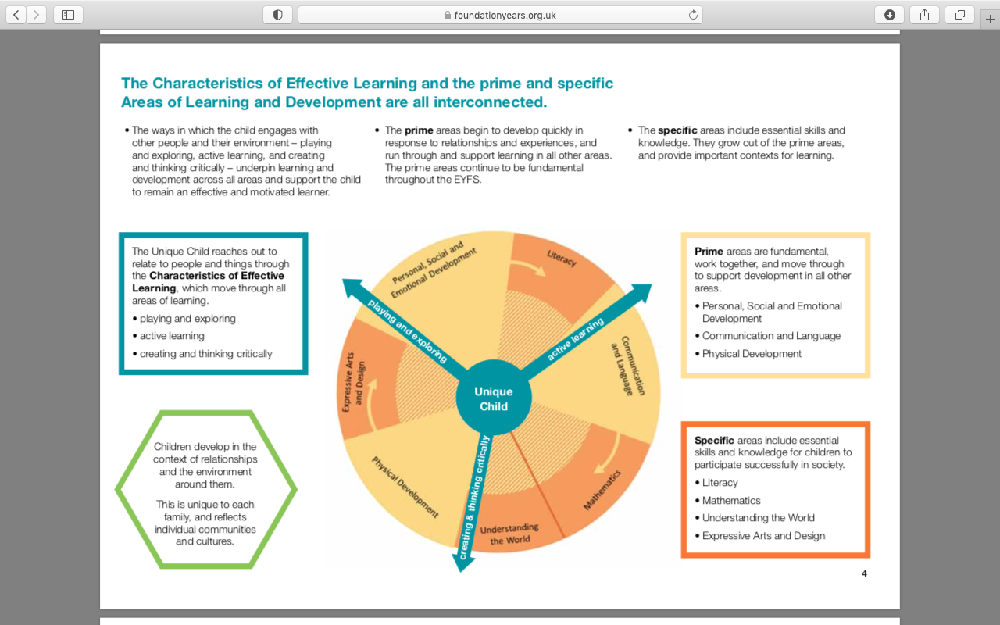 foundationyears.org.uk
The Characteristics of Effective Learning and the prime and specific
Areas of Learning and Development are all interconnected.
• The ways in which the child engages with
other people and their environment – playing
and exploring, active learning, and creating
and thinking critically – underpin learning and
development across all areas and support the child
to remain an effective and motivated learner.
• The prime areas begin to develop quickly in
response to relationships and experiences, and
run through and support learning in all other areas.
The prime areas continue to be fundamental
throughout the EYFS.
• The specific areas include essential skills and
knowledge. They grow out of the prime areas,
and provide important contexts for learning.
The Unique Child reaches out to
relate to people and things through
the Characteristics of Effective
Learning, which move through all
areas of learning.
• playing and exploring
• active learning
• creating and thinking critically
Children develop in the
context of relationships
and the environment
around them.
This is unique to each
family, and reflects
individual communities
and cultures.
Personal, Social and
Emotional Development
Literacy
playing and exploring
active learning
Communication
and Language
Expressive Arts
and Design
Unique
Child
Physical Development
creating & thinking critically
Mathematics
Understanding
the World
Prime areas are fundamental,
work together, and move through
to support development in all other
areas.
• Personal, Social and Emotional
Development
• Communication and Language
• Physical Development
Specific areas include essential
skills and knowledge for children to
participate successfully in society.
• Literacy
• Mathematics
• Understanding the World
• Expressive Arts and Design
4